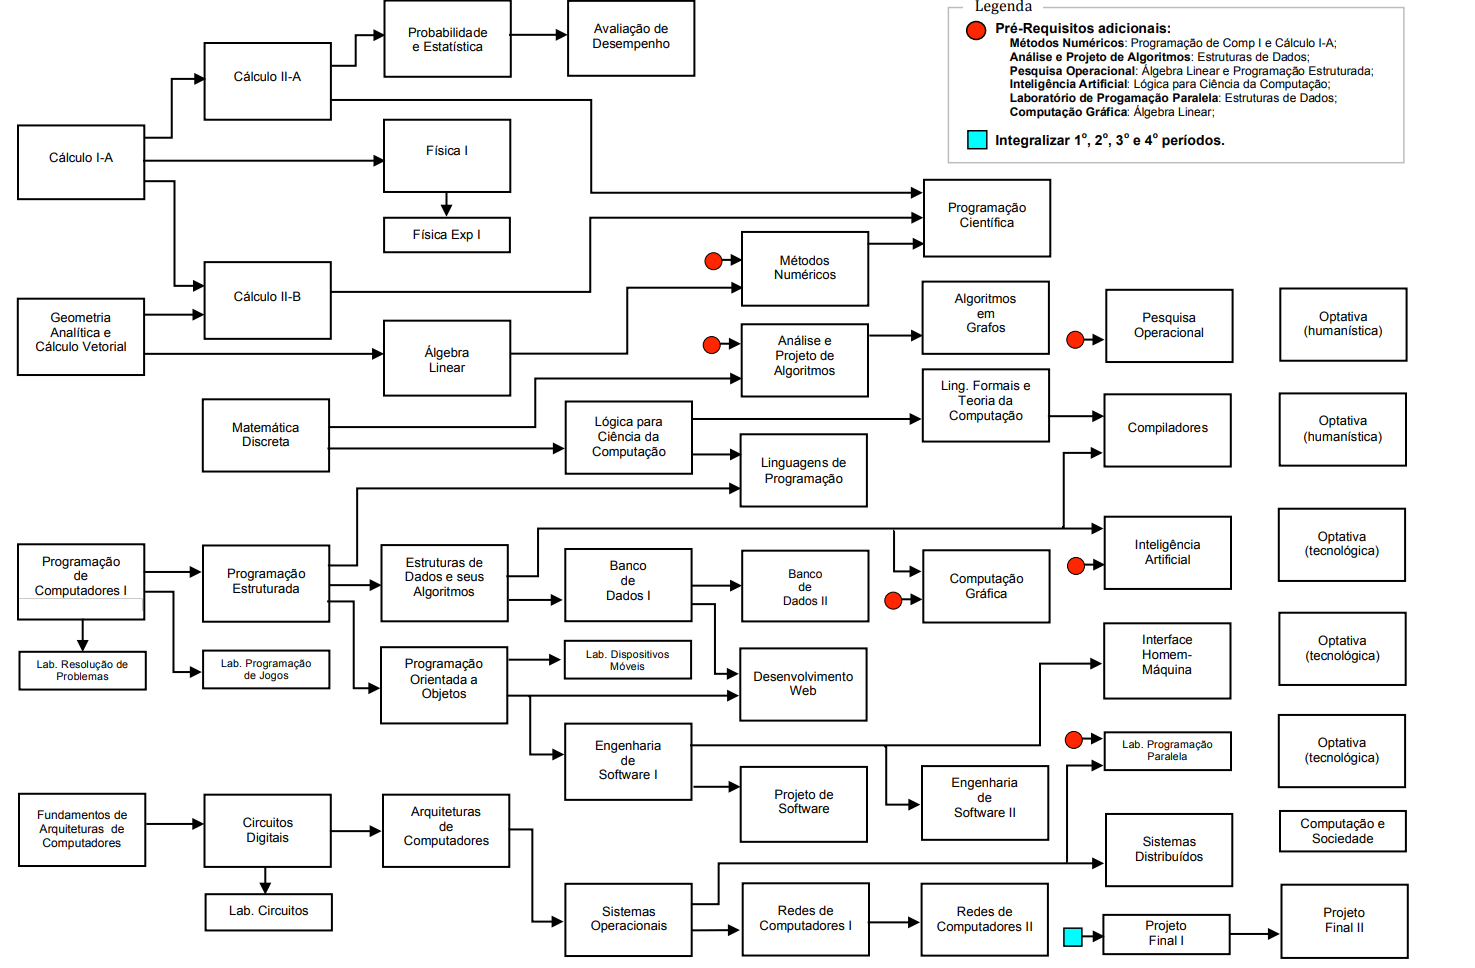 Legenda
Pré-Requisitos adicionais:
Métodos Numéricos: Programação de Comp I e Cálculo I-A;
Análise e Projeto de Algoritmos: Estruturas de Dados;
Pesquisa Operacional: Álgebra Linear e Programação Estruturada;
Inteligência Artificial: Lógica para Ciência da Computação;
Laboratório de Progamação Paralela: Estruturas de Dados;
Computação Gráfica: Álgebra Linear;
Integralizar 1º, 2º, 3º e 4º períodos.
Probabilidade
e Estatística
Avaliação de
Desempenho
Cálculo II-A
Cálculo I-A
Física I
Física Exp I
Programação
Científica
Métodos
Numéricos
Cálculo II-B
Geometria
Analítica e
Cálculo Vetorial
Álgebra
Linear
Análise e
Projeto de
Algoritmos
Algoritmos
em
Grafos
Pesquisa
Operacional
Optativa
(humanística)
Matemática
Discreta
Lógica para
Ciência da
Computação
Ling. Formais e
Teoria da
Computação
Compiladores
Optativa
(humanística)
Linguagens de
Programação
Programação
de
Computadores I
Programação
Estruturada
Estruturas de
Dados e seus
Algoritmos
Banco
de
Dados I
Banco
de
Dados II
Computação
Gráfica
Inteligência
Artificial
Optativa
(tecnológica)
Lab. Resolução de
Problemas
Lab. Programação
de Jogos
Programação
Orientada a
Objetos
Lab. Dispositivos
Móveis
Desenvolvimento
Web
Interface
Homem-
Máquina
Optativa
(tecnológica)
Engenharia
de
Software I
Projeto de
Software
Engenharia
de
Software II
Lab. Programação
Paralela
Optativa
(tecnológica)
Fundamentos de
Arquiteturas de
Computadores
Circuitos
Digitais
Arquiteturas
de
Computadores
Sistemas
Distribuídos
Computação e
Sociedade
Lab. Circuitos
Sistemas
Operacionais
Redes de
Computadores I
Redes de
Computadores II
Projeto
Final I
Projeto
Final II